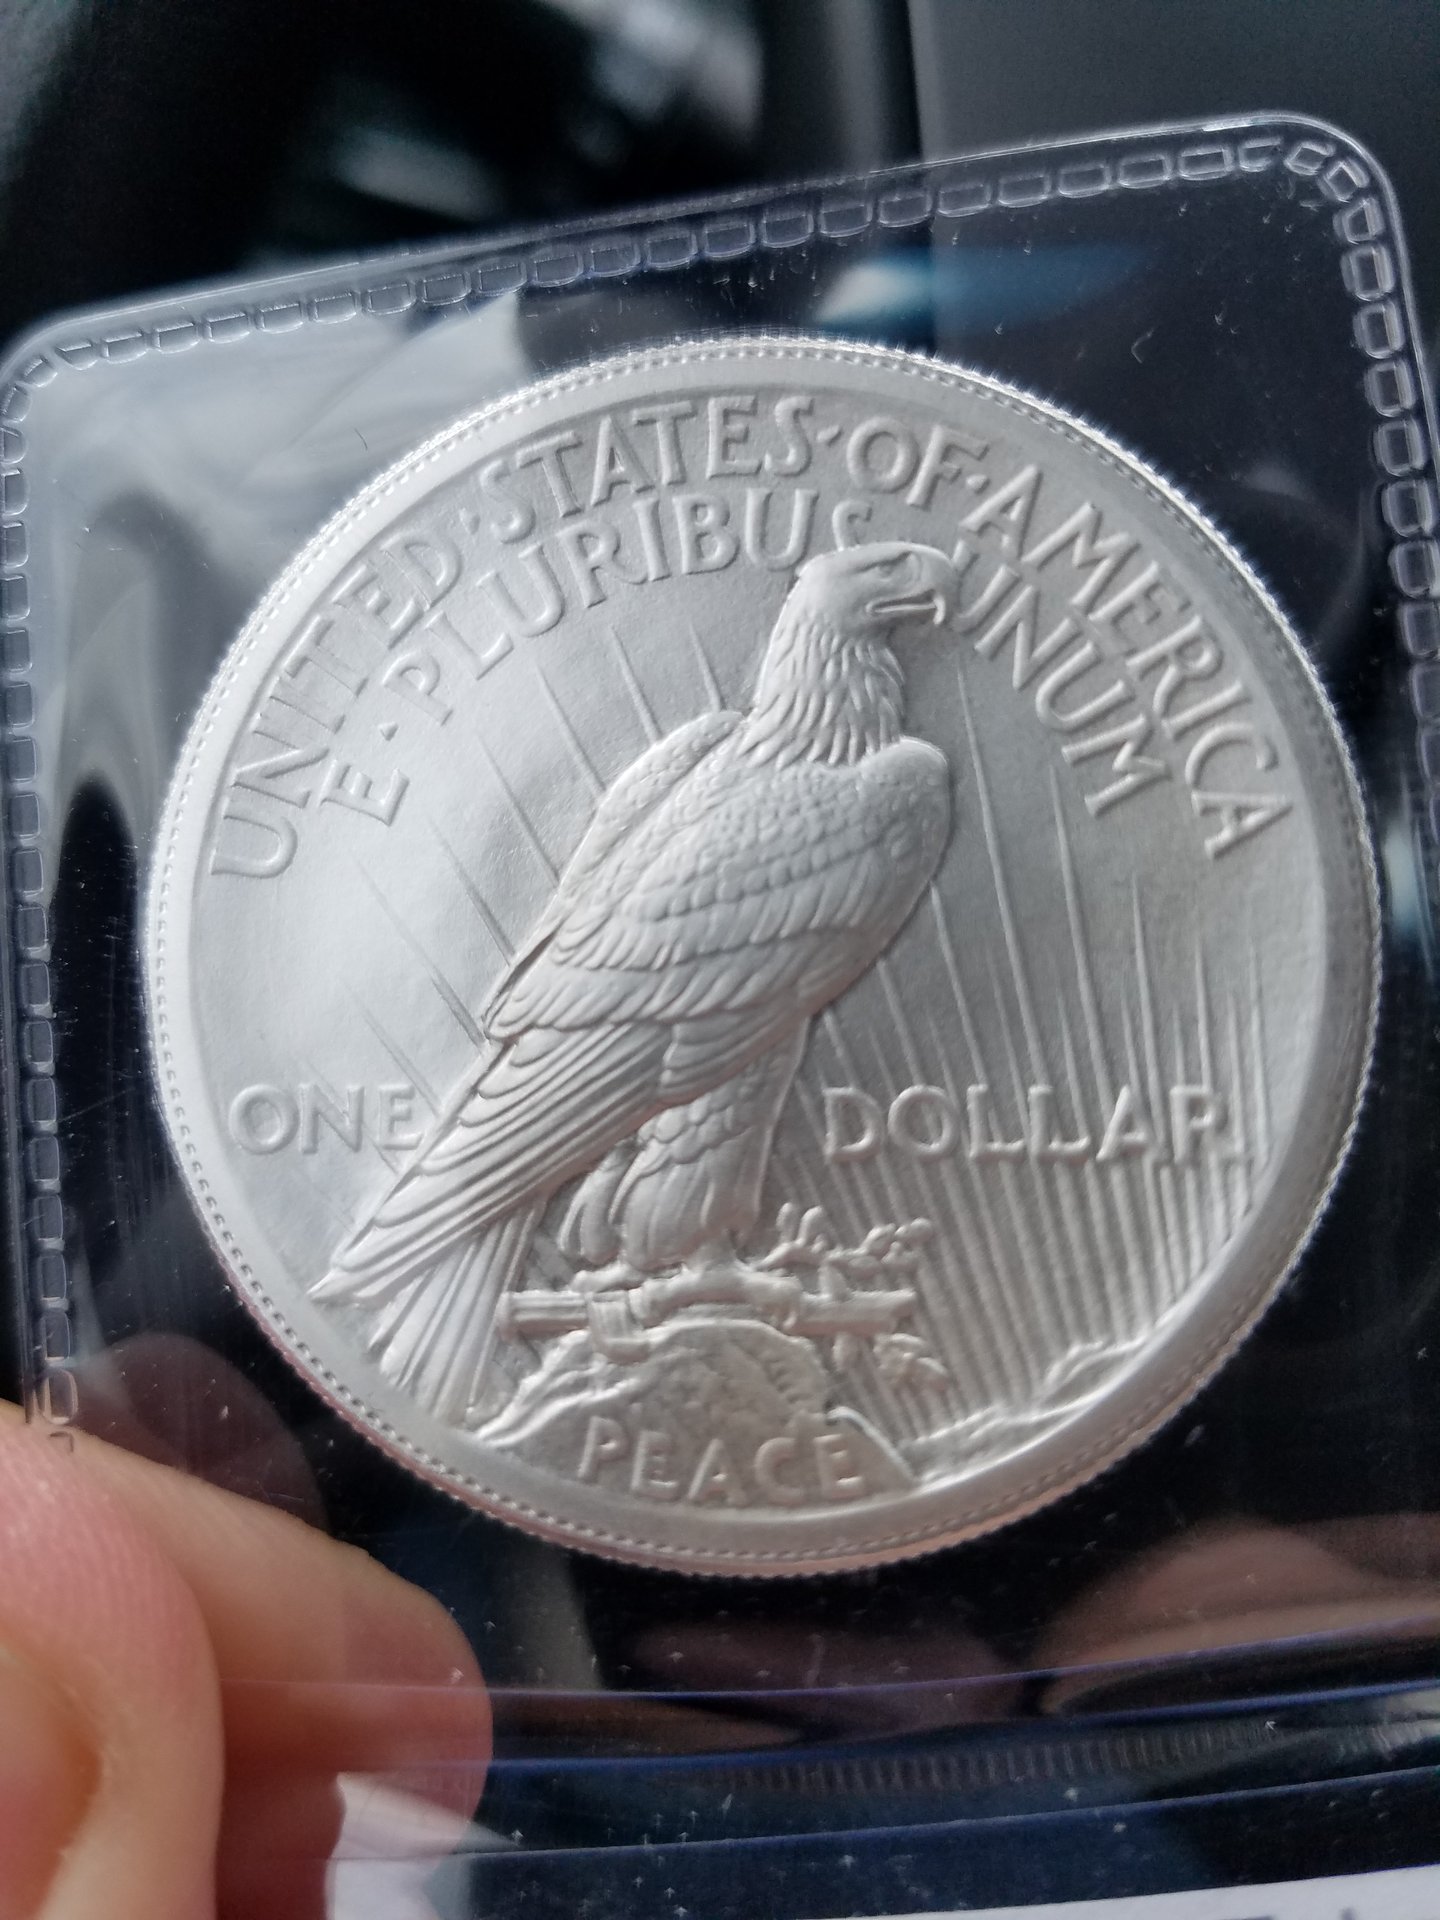 UNITED·STATES·OF·AMERICA
E·PLURIBUS UNUM
ONE DOLLAR
PEACE